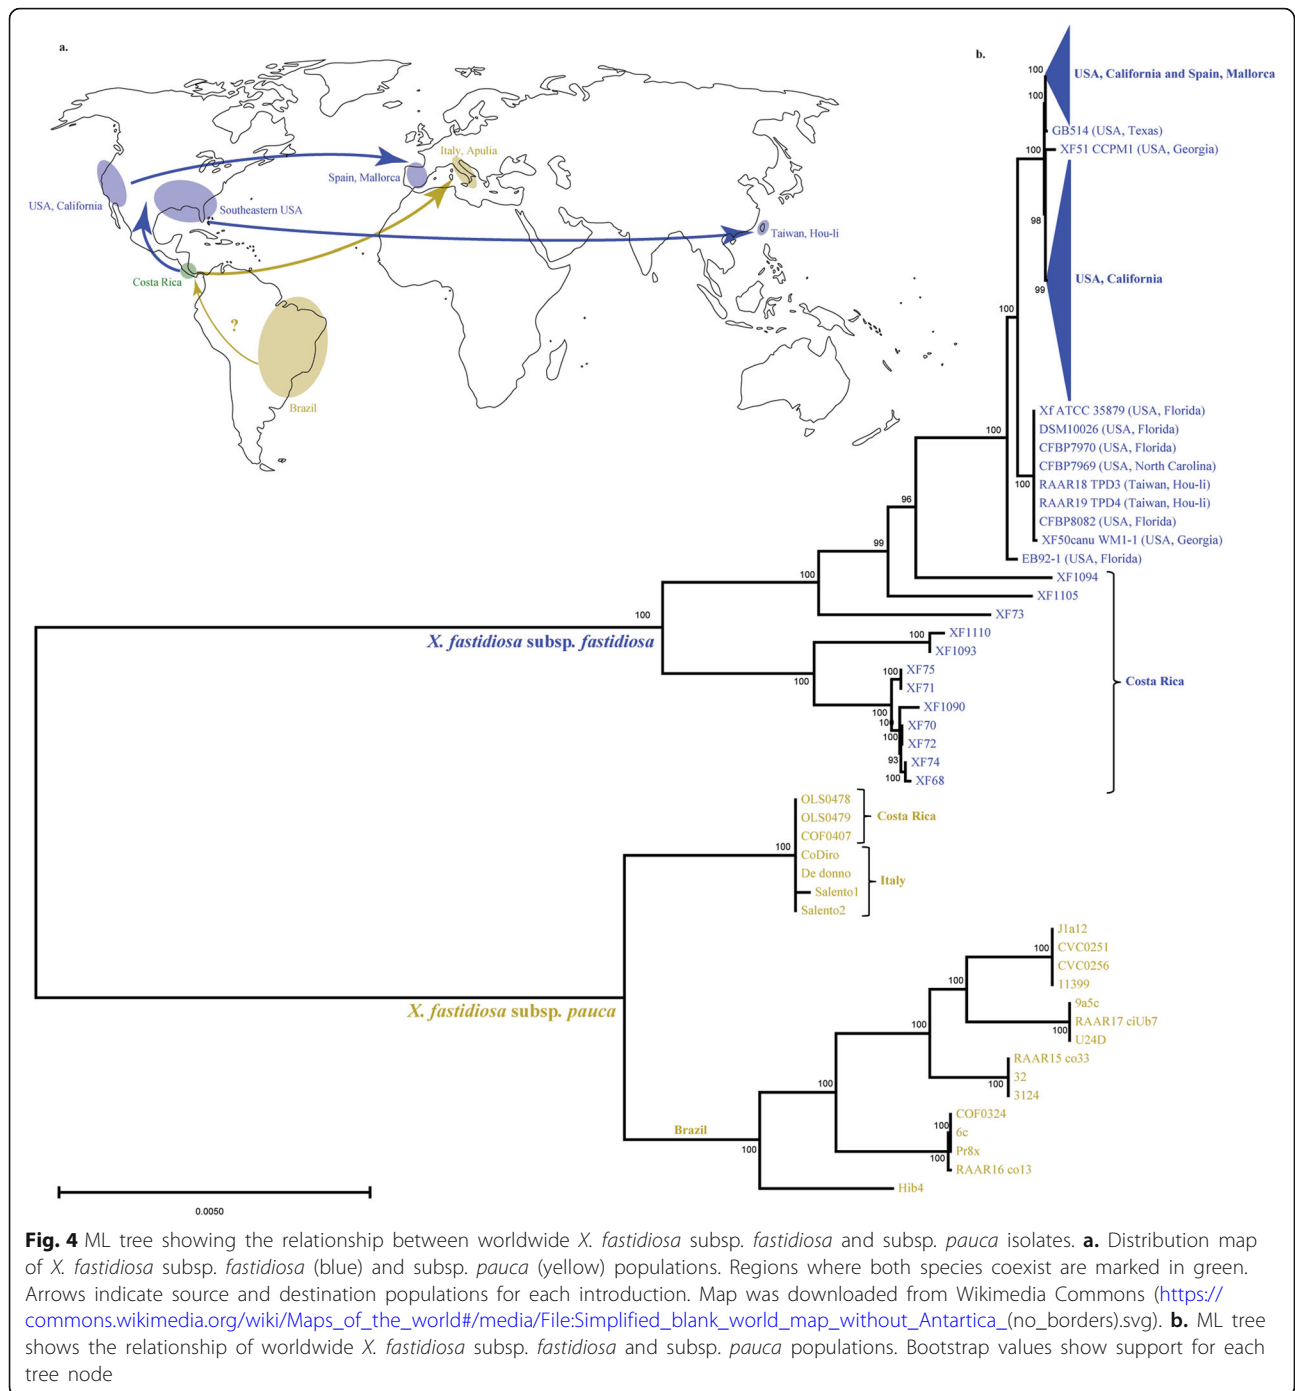 a.
USA, California
Southeastern USA
Costa Rica
?
Brazil
Spain, Mallorca
Italy, Apulia
Taiwan, Hou-li
b.
100
USA, California and Spain, Mallorca
100
GB514 (USA, Texas)
100
XF51 CCPM1 (USA, Georgia)
98
USA, California
99
100
Xf ATCC 35879 (USA, Florida)
DSM10026 (USA, Florida)
100
CFBP7970 (USA, Florida)
CFBP7969 (USA, North Carolina)
100
RAAR18 TPD3 (Taiwan, Hou-li)
RAAR19 TPD4 (Taiwan, Hou-li)
CFBP8082 (USA, Florida)
XF50canu WM1-1 (USA, Georgia)
EB92-1 (USA, Florida)
96
99
100
XF1094
XF1105
XF73
100
X. fastidiosa subsp. fastidiosa
100
XF1110
XF1093
100
100
XF75
XF71
100
XF1090
100
XF70
100
XF72
93
XF74
100
XF68
Costa Rica
OLS0478
OLS0479
COF0407
Costa Rica
100
CoDiro
De donno
Salento1
Salento2
Italy
X. fastidiosa subsp. pauca
J1a12
100
CVC0251
CVC0256
11399
100
9a5c
RAAR17 ciUb7
100
U24D
100
RAAR15 co33
32
100
3124
100
COF0324
100
6c
Pr8x
100
RAAR16 co13
Brazil
100
Hib4
0.0050
Fig. 4 ML tree showing the relationship between worldwide X. fastidiosa subsp. fastidiosa and subsp. pauca isolates. a. Distribution map
of X. fastidiosa subsp. fastidiosa (blue) and subsp. pauca (yellow) populations. Regions where both species coexist are marked in green.
Arrows indicate source and destination populations for each introduction. Map was downloaded from Wikimedia Commons (https://
commons.wikimedia.org/wiki/Maps_of_the_world#/media/File:Simplified_blank_world_map_without_Antartica_(no_borders).svg). b. ML tree
shows the relationship of worldwide X. fastidiosa subsp. fastidiosa and subsp. pauca populations. Bootstrap values show support for each
tree node